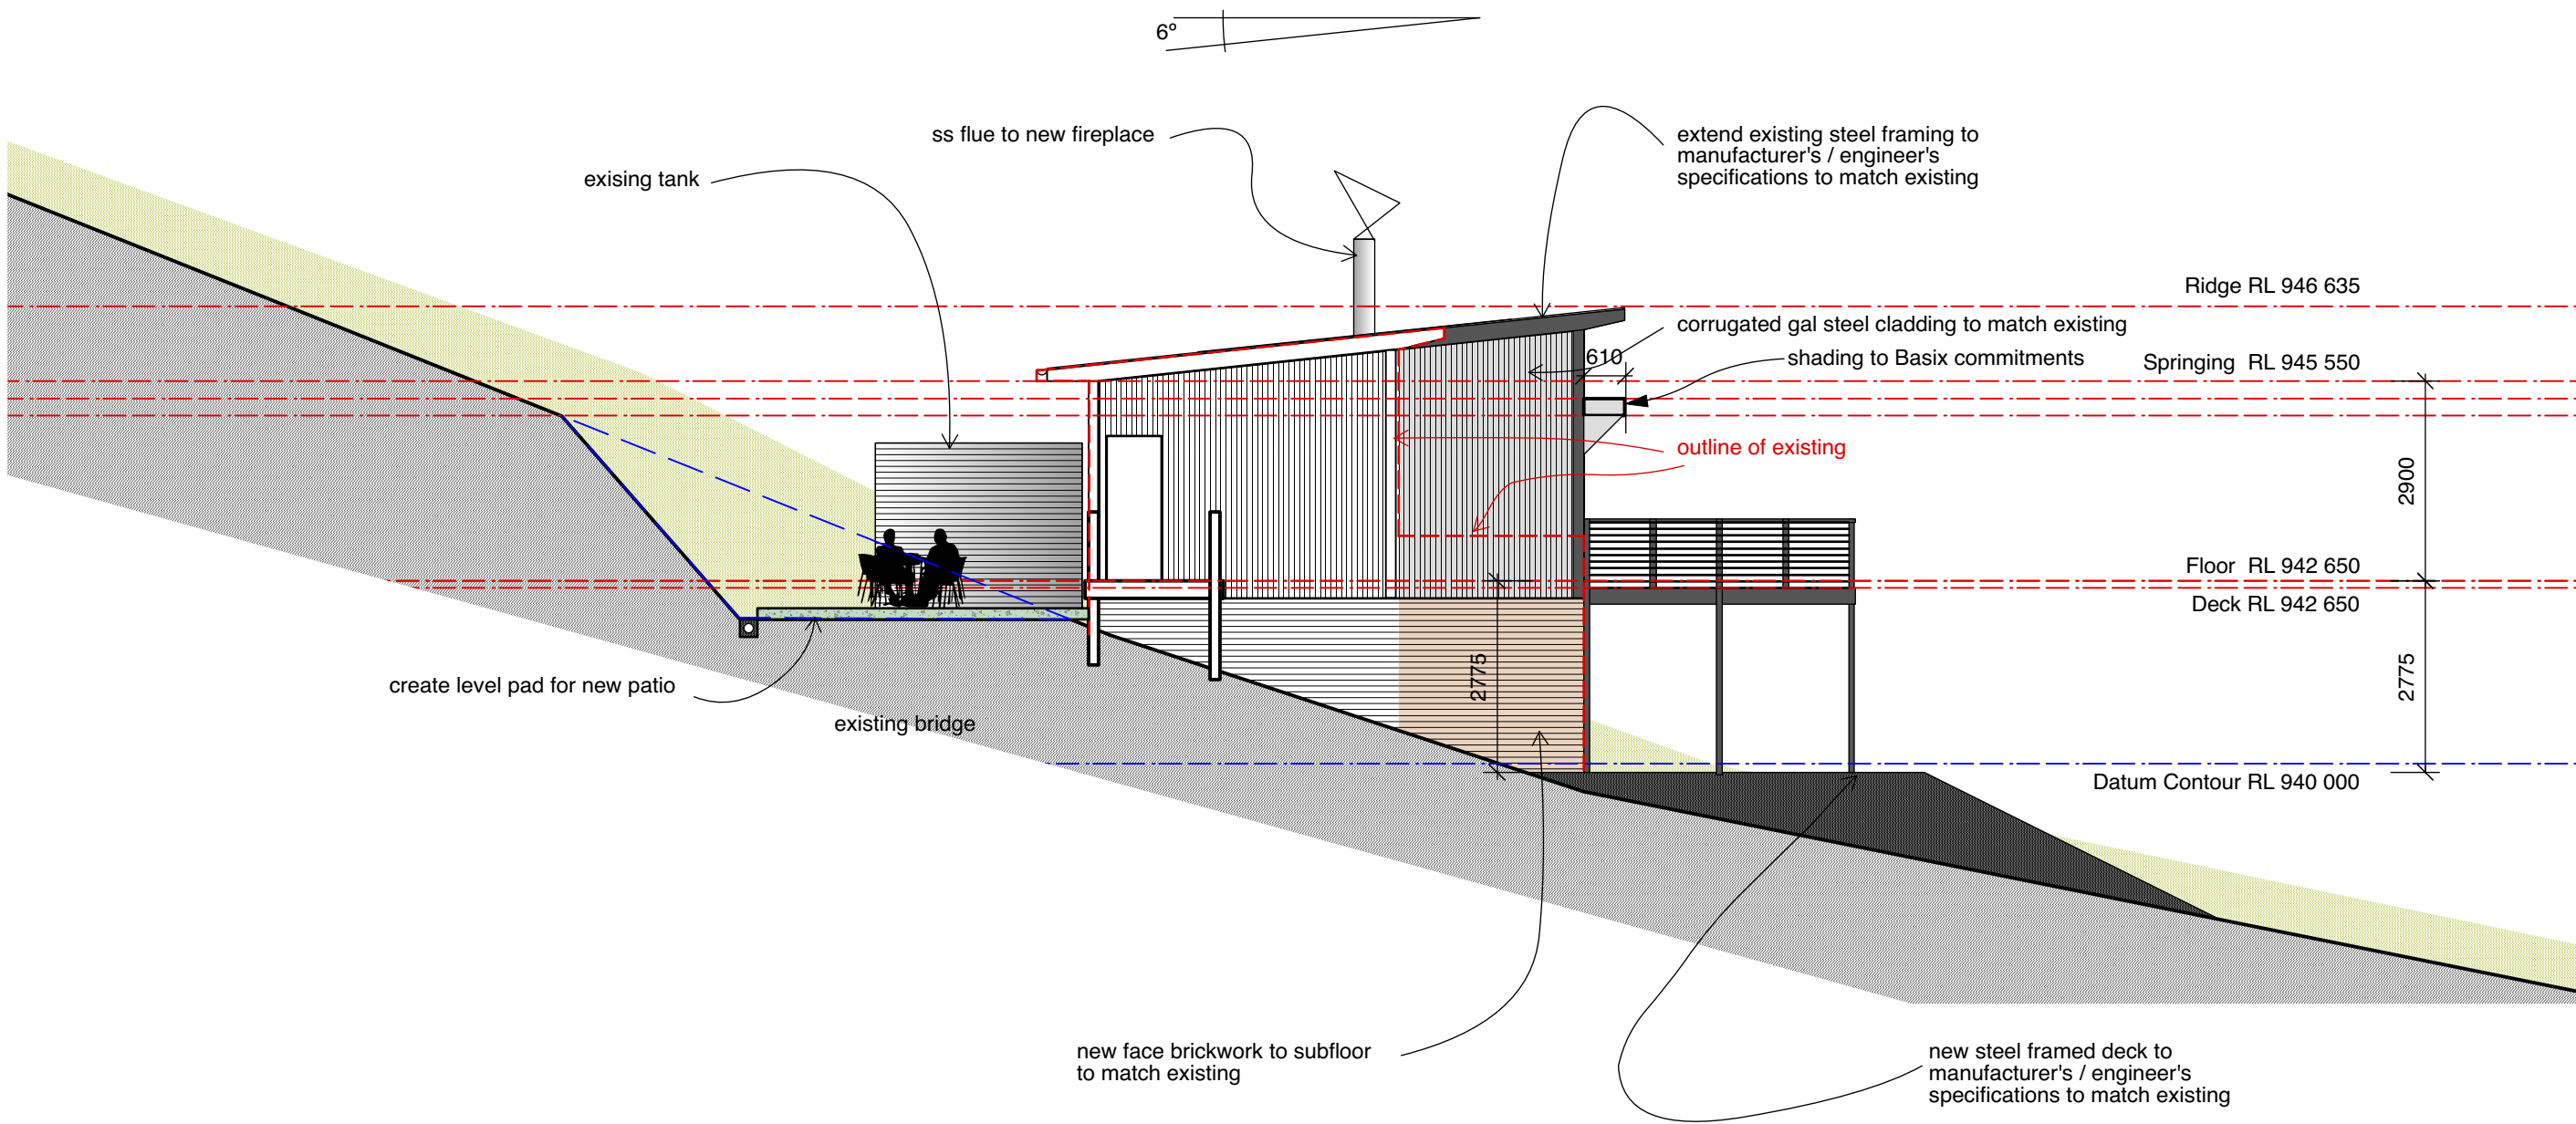 6º
ss flue to new fireplace
exising tank
extend existing steel framing to
manufacturer's / engineer's
specifications to match existing
Ridge RL 946 635
corrugated gal steel cladding to match existing
610
shading to Basix commitments
Springing RL 945 550
outline of existing
2900
Floor RL 942 650
Deck RL 942 650
2775
2775
create level pad for new patio
existing bridge
Datum Contour RL 940 000
new face brickwork to subfloor
to match existing
new steel framed deck to
manufacturer's / engineer's
specifications to match existing